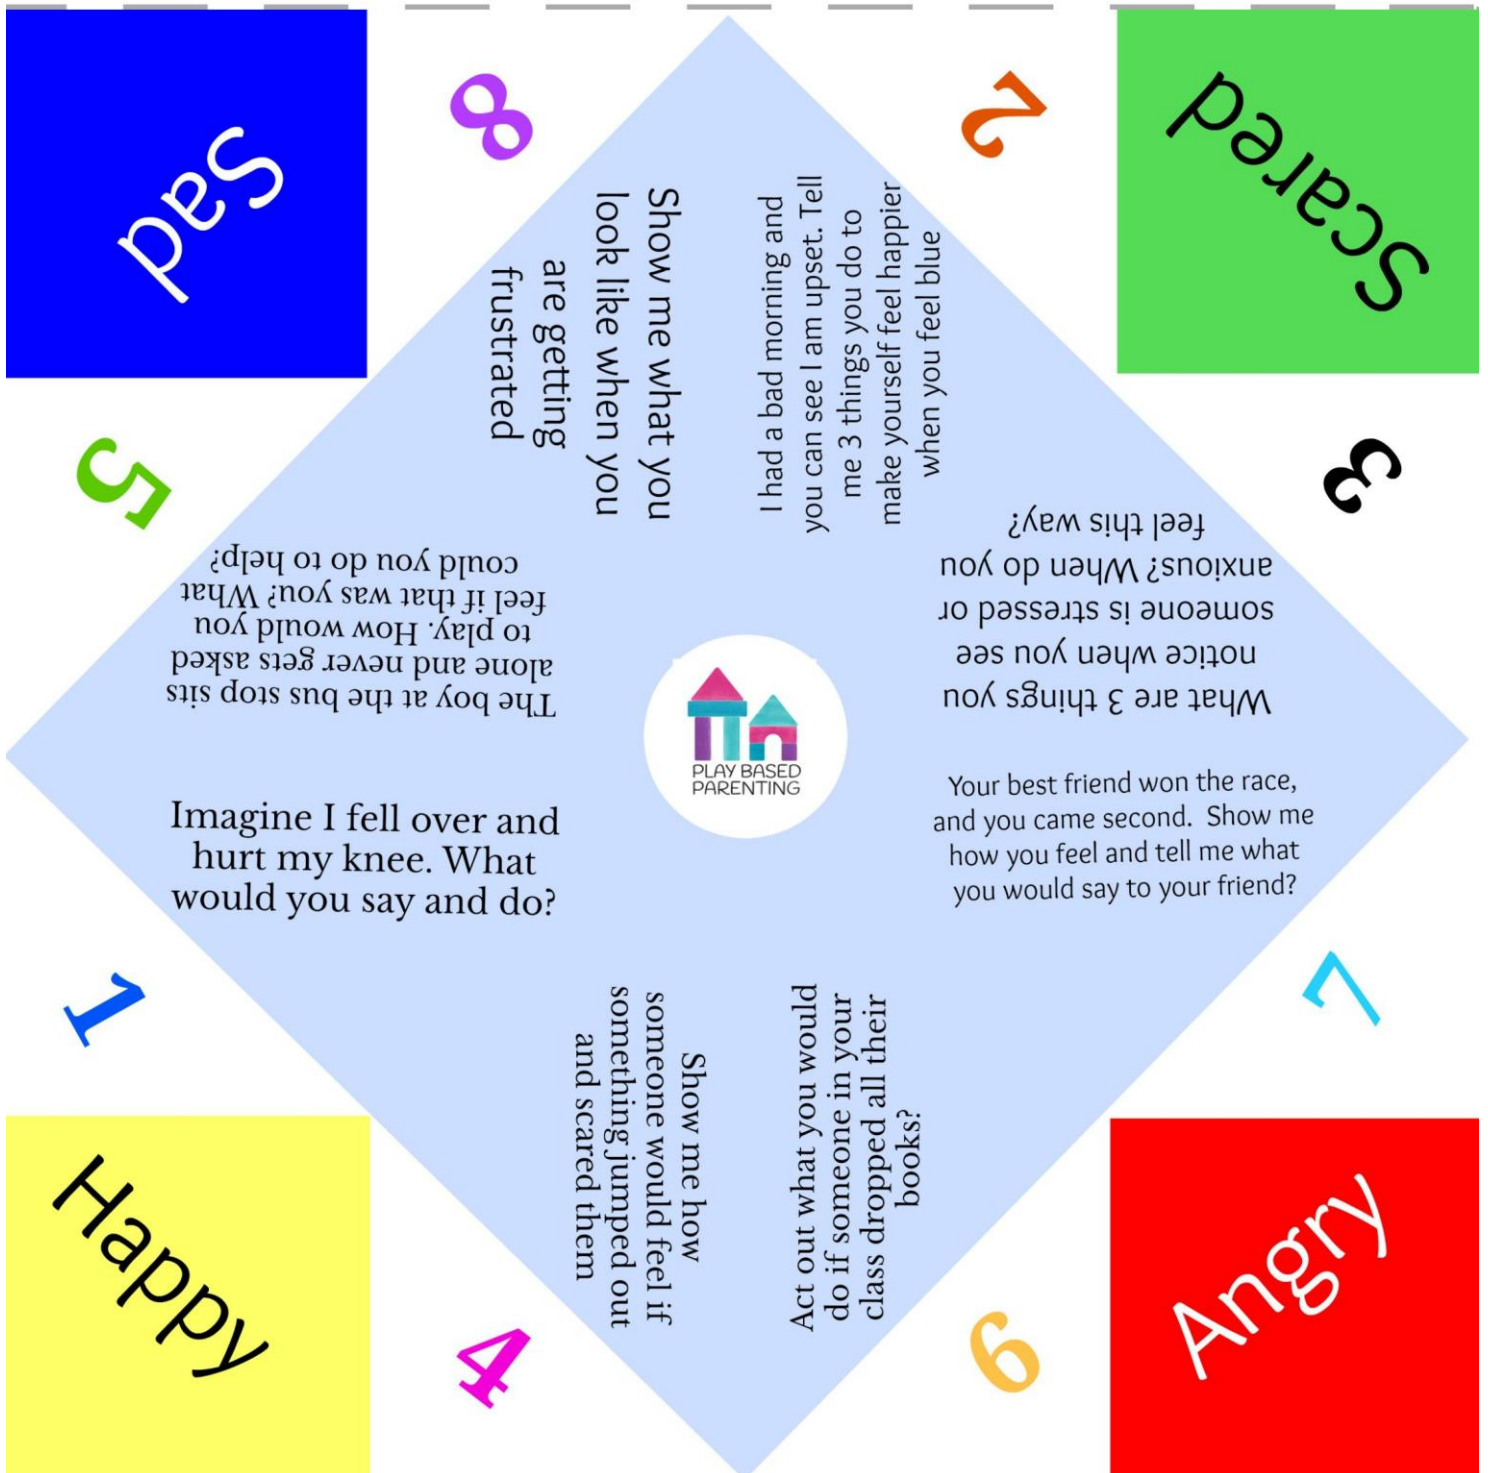 Sad
8
2
Scared
Show me what you
look like when you
are getting
frustrated
I had a bad morning and
you can see I am upset. Tell
me 3 things you do to
make yourself feel happier
when you feel blue
5
3
The boy at the bus stop sits
alone and never gets asked
to play. How would you
feel if that was you? What
could you do to help?
What are 3 things you
notice when you see
someone is stressed or
anxious? When do you
feel this way?
PLAY BASED
PARENTING
Imagine I fell over and
hurt my knee. What
would you say and do?
Your best friend won the race,
and you came second. Show me
how you feel and tell me what
you would say to your friend?
1
7
Show me how
someone would feel if
something jumped out
and scared them
Act out what you would
do if someone in your
class dropped all their
books?
Happy
4
6
Angry